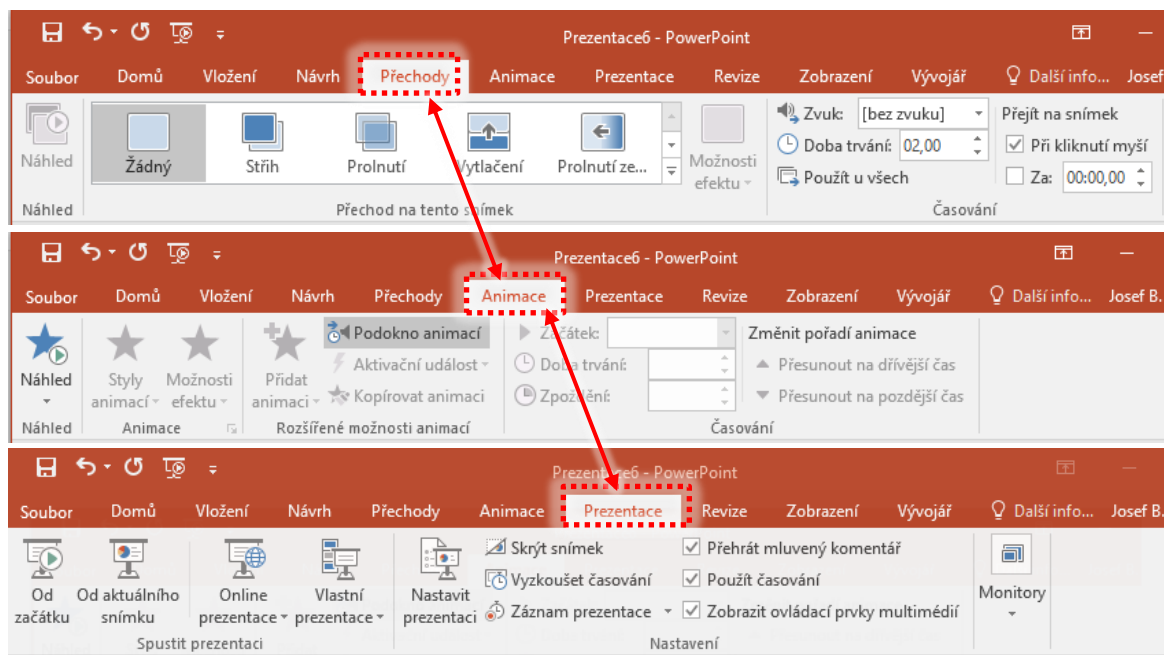 Prezentace6 - PowerPoint
Soubor Domů Vložení Návrh Přechody Animace Prezentace Revize Zobrazení Vývojář Další info... Josef
Náhled
Žádný Střih Prolnutí Vytlačení Prolnutí ze...
Možnosti
efektu
Zvuk: [bez zvuku]
Doba trvání: 02,00
Použít u všech
Přejít na snímek
Při kliknutí myší
Za: 00:00,00
Náhled Přechod na tento snímek Časování
Prezentace6 - PowerPoint
Soubor Domů Vložení Návrh Přechody Animace Prezentace Revize Zobrazení Vývojář Další info... Josef B.
Náhled
Styly
animací
Možnosti
efektu
Přidat
animaci
Podokno animací
Aktivační událost
Kopírovat animaci
Začátek:
Doba trvání:
Zpoždění:
Změnit pořadí animace
Přesunout na dřívější čas
Přesunout na pozdější čas
Náhled Animace Rozšířené možnosti animací Časování
Prezentace6 - PowerPoint
Soubor Domů Vložení Návrh Přechody Animace Prezentace Revize Zobrazení Vývojář Další info... Josef B.
Od
začátku
Od aktuálního
snímku
Online
prezentace
Vlastní
prezentace
Nastavit
prezentaci
Skrýt snímek
Vyzkoušet časování
Záznam prezentace
Přehrát mluvený komentář
Použít časování
Zobrazit ovládací prvky multimédií
Monitory
Spustit prezentaci Nastavení